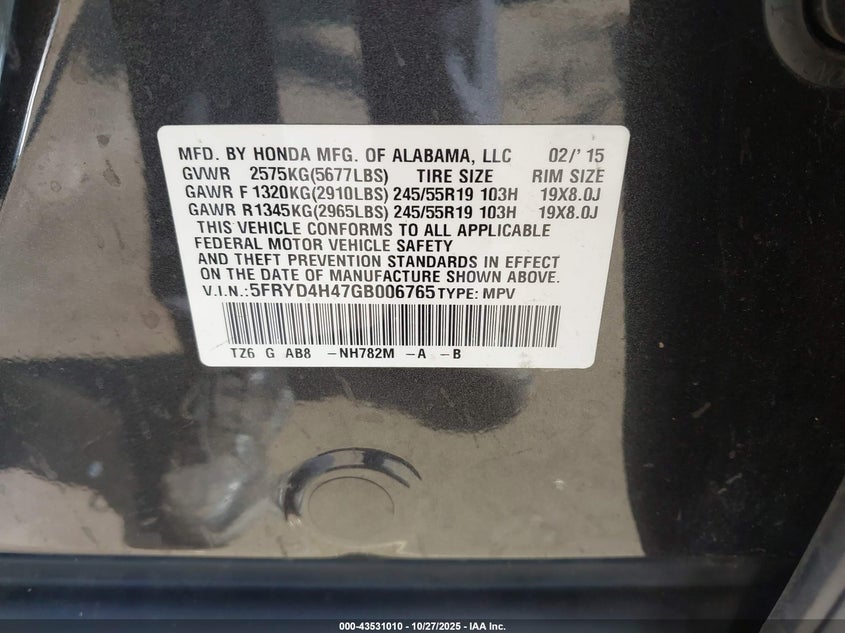 MFD. BY HONDA MFG. OF ALABAMA, LLC 02/' 15
GVWR 2575KG(5677LBS) TIRE SIZE RIM SIZE
GAWR F 1320KG(2910LBS) 245/55R19 103H 19X8.0J
GAWR R1345KG(2965LBS) 245/55R19 103H 19X8.0J
THIS VEHICLE CONFORMS TO ALL APPLICABLE
FEDERAL MOTOR VEHICLE SAFETY
AND THEFT PREVENTION STANDARDS IN EFFECT
ON THE DATE OF MANUFACTURE SHOWN ABOVE.
V.I.N.:5FRYD4H47GB006765 TYPE: MPV
TZ6 G AB8 -NH782M -A -B
000-43531010 | 10/27/2025 - IAA Inc.